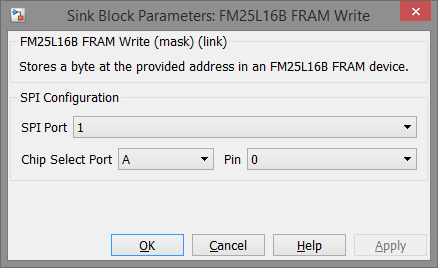 Sink Block Parameters: FM25L16B FRAM Write
FM25L16B FRAM Write (mask) (link)
Stores a byte at the provided address in an FM25L16B FRAM device.
SPI Configuration
SPI Port 1
Chip Select Port A Pin 0
OK Cancel Help Apply